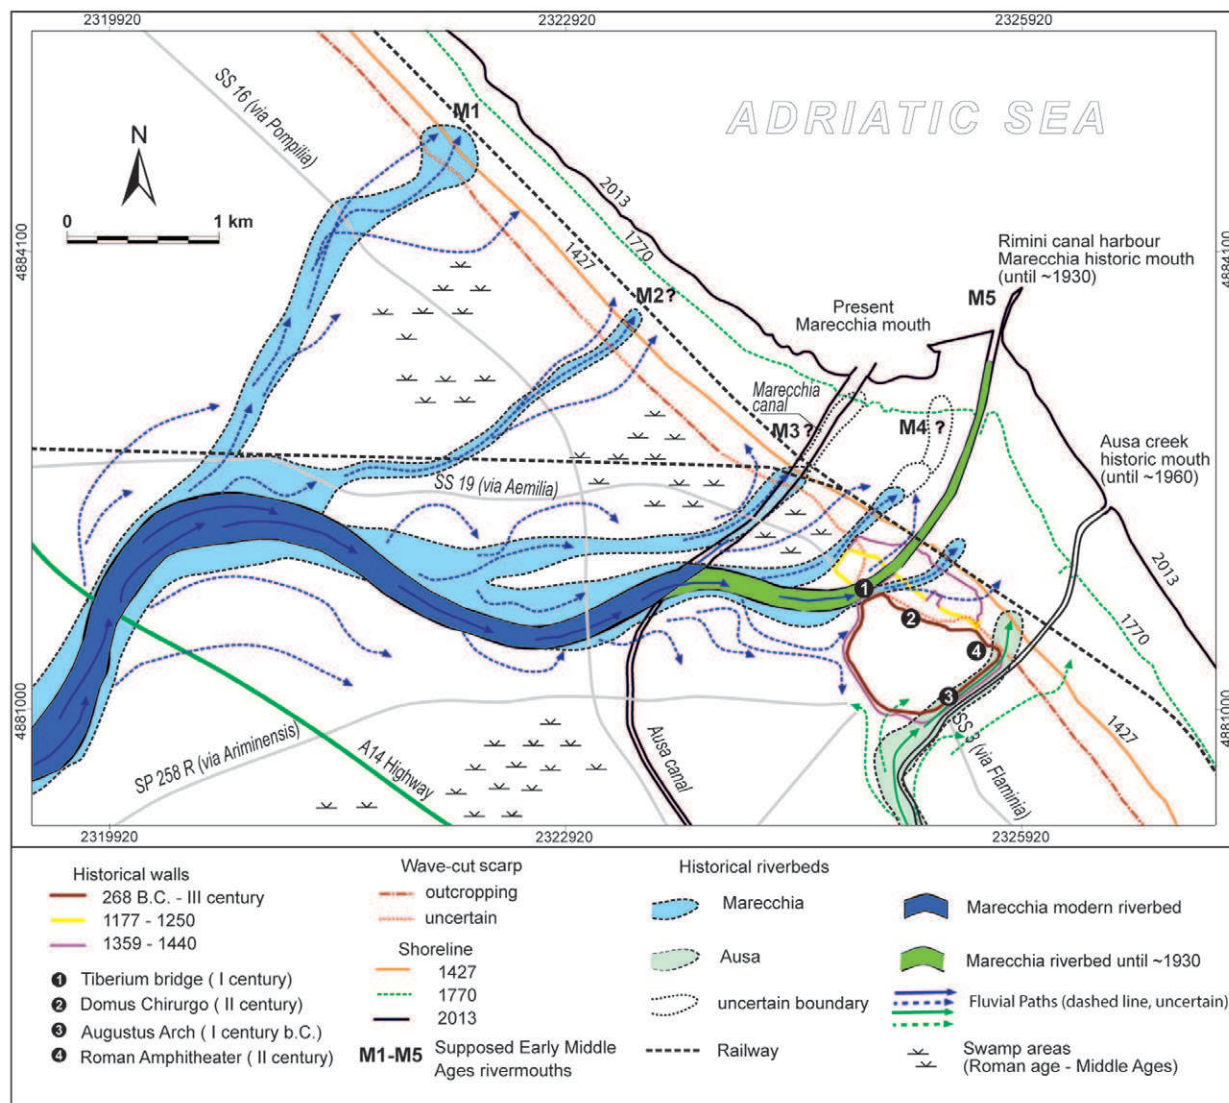 2319920
2322920
2325920
ADRIATIC SEA
SS 16 (via Pompilia)
M1
N
0
1 km
2013
1770
1427
4884100
4884100
Rimini canal harbour
Marecchia historic mouth
(until ~1930)
M2?
M5
Present
Marecchia mouth
Marecchia
canal
M3?
M4 ?
Ausa creek
historic mouth
(until ~1960)
SS 19 (via Aemilia)
2013
1
2
4
3
1770
4881000
4881000
SP 258 R (via Ariminensis)
A14 Highway
Ausa canal
SS 3 (via Flaminia)
1427
2319920
2322920
2325920
Historical walls
268 B.C. - III century
1177 - 1250
1359 - 1440
1 Tiberium bridge ( I century)
2 Domus Chirurgo ( II century)
3 Augustus Arch ( I century b.C.)
4 Roman Amphitheater ( II century)
Wave-cut scarp
outcropping
uncertain
Shoreline
1427
1770
2013
M1-M5 Supposed Early Middle
Ages rivermouths
Historical riverbeds
Marecchia
Ausa
uncertain boundary
Railway
Marecchia modern riverbed
Marecchia riverbed until ~1930
Fluvial Paths (dashed line, uncertain)
Swamp areas
(Roman age - Middle Ages)